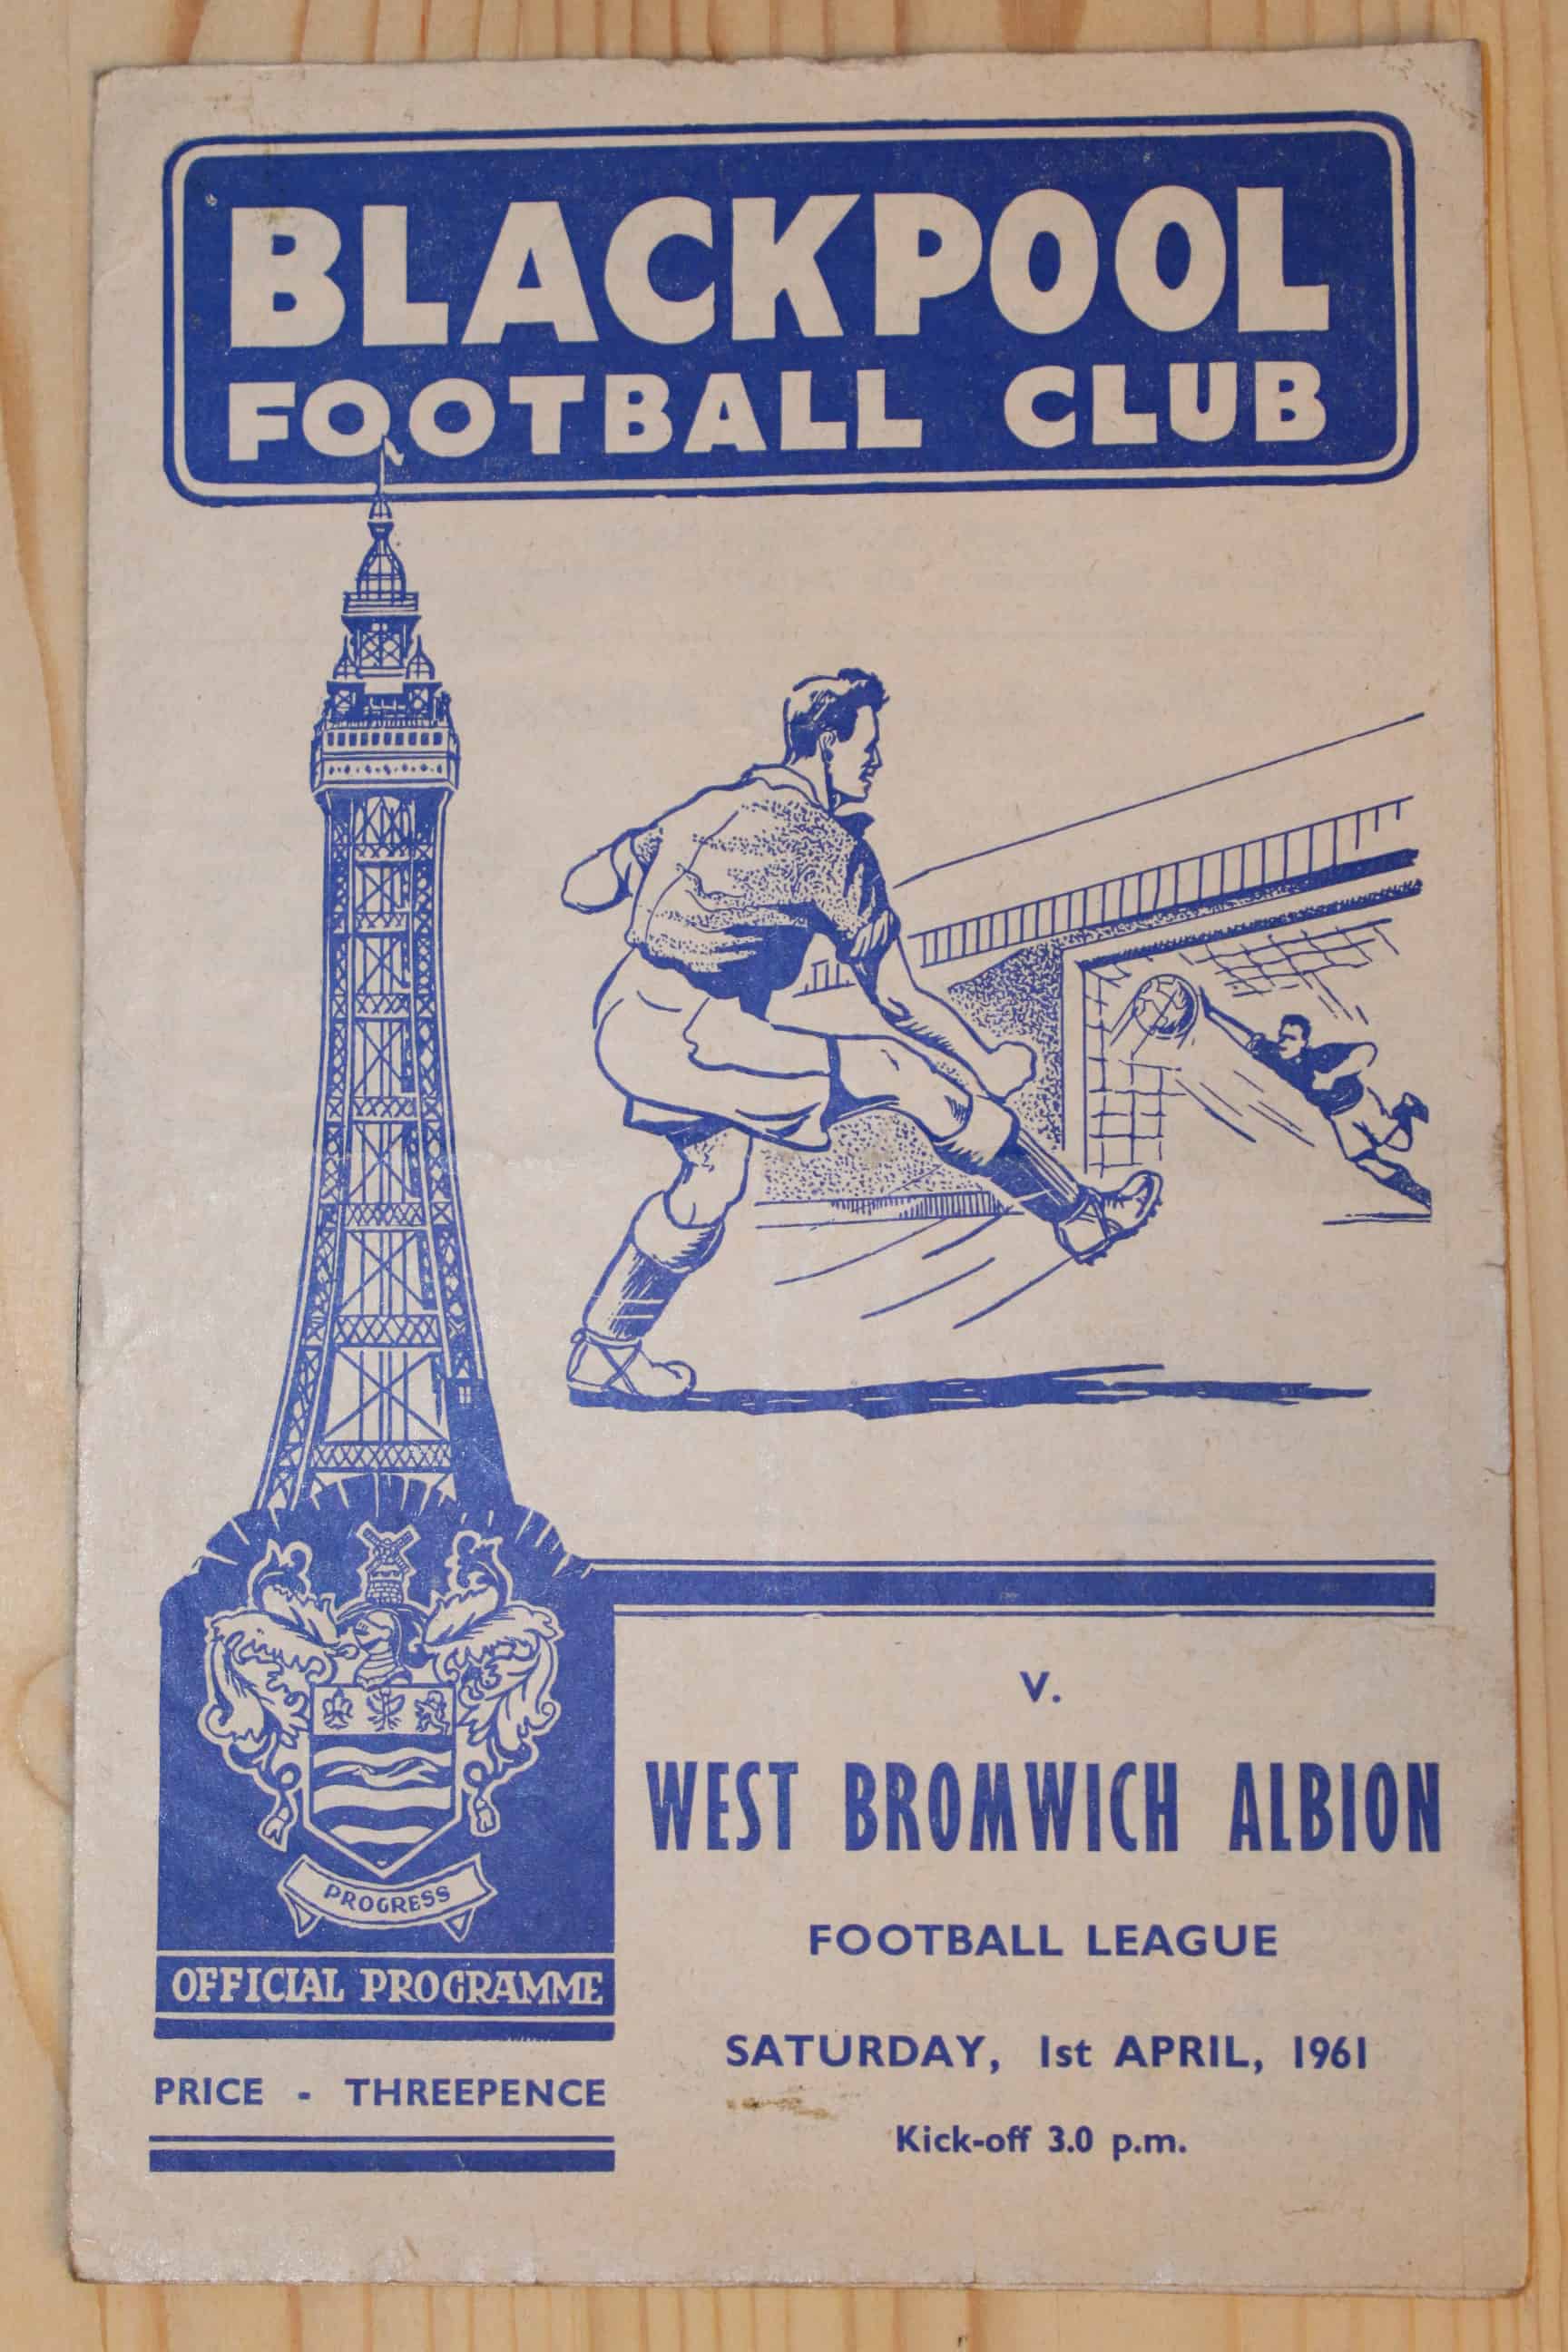 BLACKPOOL
FOOTBALL CLUB
V.
WEST BROMWICH ALBION
FOOTBALL LEAGUE
SATURDAY, 1st APRIL, 1961
Kick-off 3.0 p.m.
PROGRESS
OFFICIAL PROGRAMME
PRICE - THREEPENCE